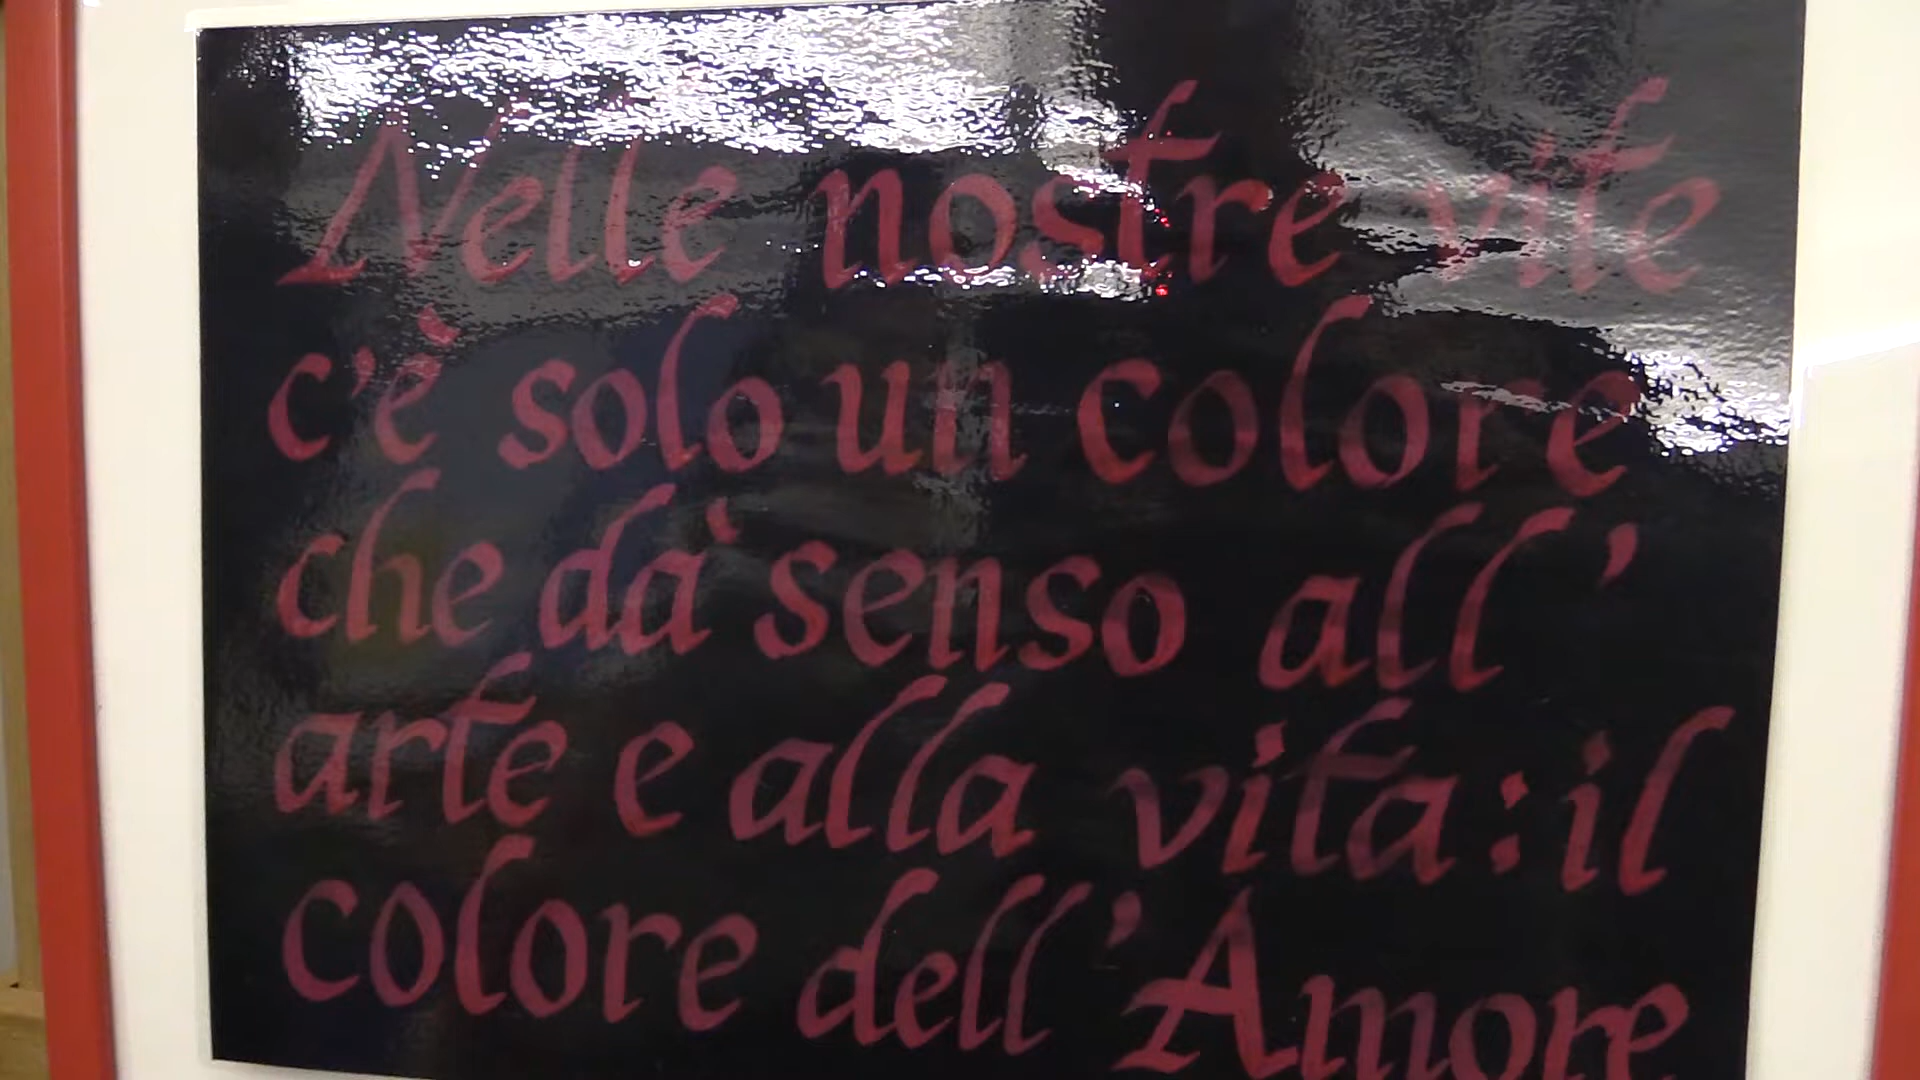 Nelle nostre vite
c'è solo un colore
che dà senso all'
arte e alla vita: il
colore dell'Amore